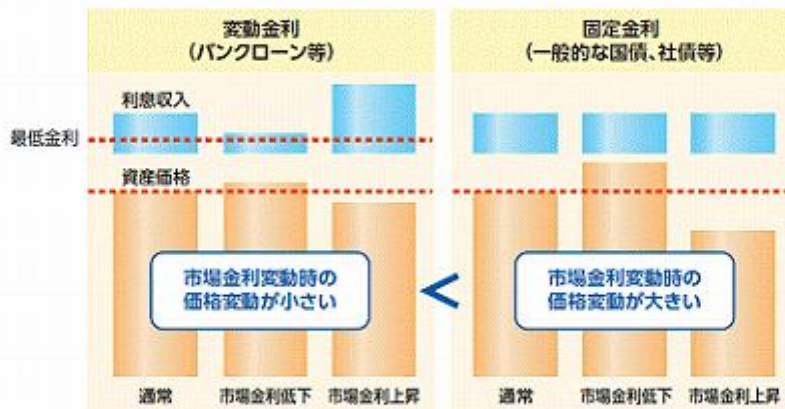 変動金利
(バンクローン等)
固定金利
(一般的な国債、社債等)
利息収入
最低金利
資産価格
市場金利変動時の
価格変動が小さい
<
市場金利変動時の
価格変動が大きい
通常
市場金利低下
市場金利上昇
通常
市場金利低下
市場金利上昇